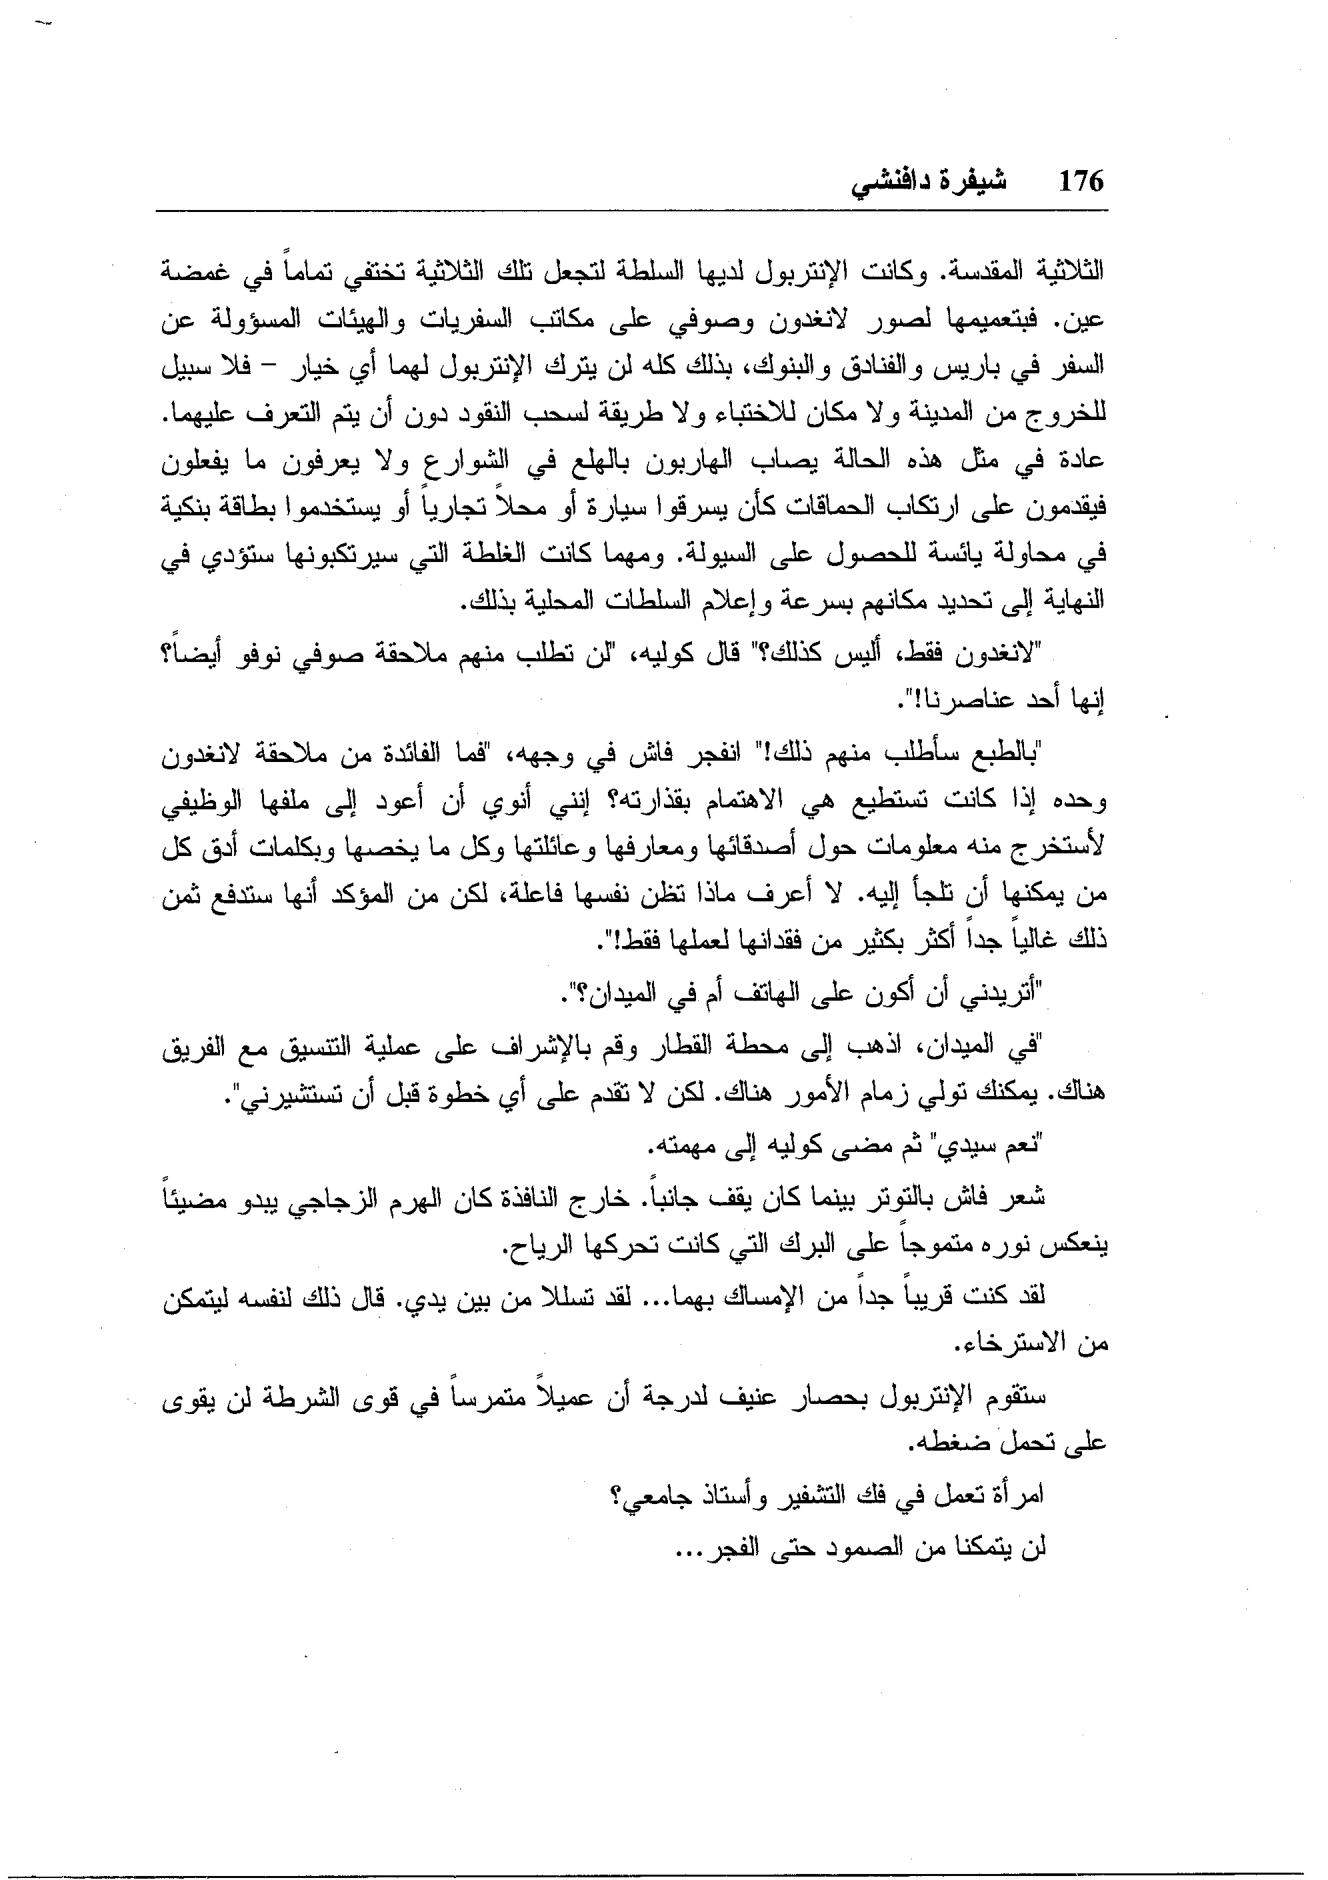 176 شيفرة دافنشي
الثلاثية المقدسة. وكانت الإنتربول لديها السلطة لتجعل تلك الثلاثية تختفي تماماً في غمضة
عين. فبتعميمها لصور لانغدون وصوفي على مكاتب السفريات والهيئات المسؤولة عن
السفر في باريس والفنادق والبنوك، بذلك كله لن يترك الإنتربول لهما أي خيار – فلا سبيل
للخروج من المدينة ولا مكان للاختباء ولا طريقة لسحب النقود دون أن يتم التعرف عليهما.
عادة في مثل هذه الحالة يصاب الهاربون بالهلع في الشوارع ولا يعرفون ما يفعلون
فيقدمون على ارتكاب الحماقات كأن يسرقوا سيارة أو محلاً تجارياً أو يستخدموا بطاقة بنكية
في محاولة يائسة للحصول على السيولة. ومهما كانت الغلطة التي سيرتكبونها ستؤدي في
النهاية إلى تحديد مكانهم بسرعة وإعلام السلطات المحلية بذلك.
"لانغدون فقط، أليس كذلك؟" قال كوليه، "لن تطلب منهم ملاحقة صوفي نوفو أيضاً؟
إنها أحد عناصرنا!".
"بالطبع سأطلب منهم ذلك!" انفجر فاش في وجهه، "فما الفائدة من ملاحقة لانغدون
وحده إذا كانت تستطيع هي الاهتمام بقذارته؟ إنني أنوي أن أعود إلى ملفها الوظيفي
لأستخرج منه معلومات حول أصدقائها ومعارفها وعائلتها وكل ما يخصها وبكلمات أدق كل
من يمكنها أن تلجأ إليه. لا أعرف ماذا تظن نفسها فاعلة، لكن من المؤكد أنها ستدفع ثمن
ذلك غالياً جداً أكثر بكثير من فقدانها لعملها فقط!".
"أتريدني أن أكون على الهاتف أم في الميدان؟".
"في الميدان، اذهب إلى محطة القطار وقم بالإشراف على عملية التنسيق مع الفريق
هناك. يمكنك تولي زمام الأمور هناك. لكن لا تقدم على أي خطوة قبل أن تستشيرني".
"نعم سيدي" ثم مضى كوليه إلى مهمته.
شعر فاش بالتوتر بينما كان يقف جانباً. خارج النافذة كان الهرم الزجاجي يبدو مضيئاً
ينعكس نوره متموجاً على البرك التي كانت تحركها الرياح.
لقد كنت قريباً جداً من الإمساك بهما... لقد تسللا من بين يدي. قال ذلك لنفسه ليتمكن
من الاسترخاء.
ستقوم الإنتربول بحصار عنيف لدرجة أن عميلاً متمرساً في قوى الشرطة لن يقوى
على تحمل ضغطه.
امرأة تعمل في فك التشفير وأستاذ جامعي؟
لن يتمكنا من الصمود حتى الفجر...